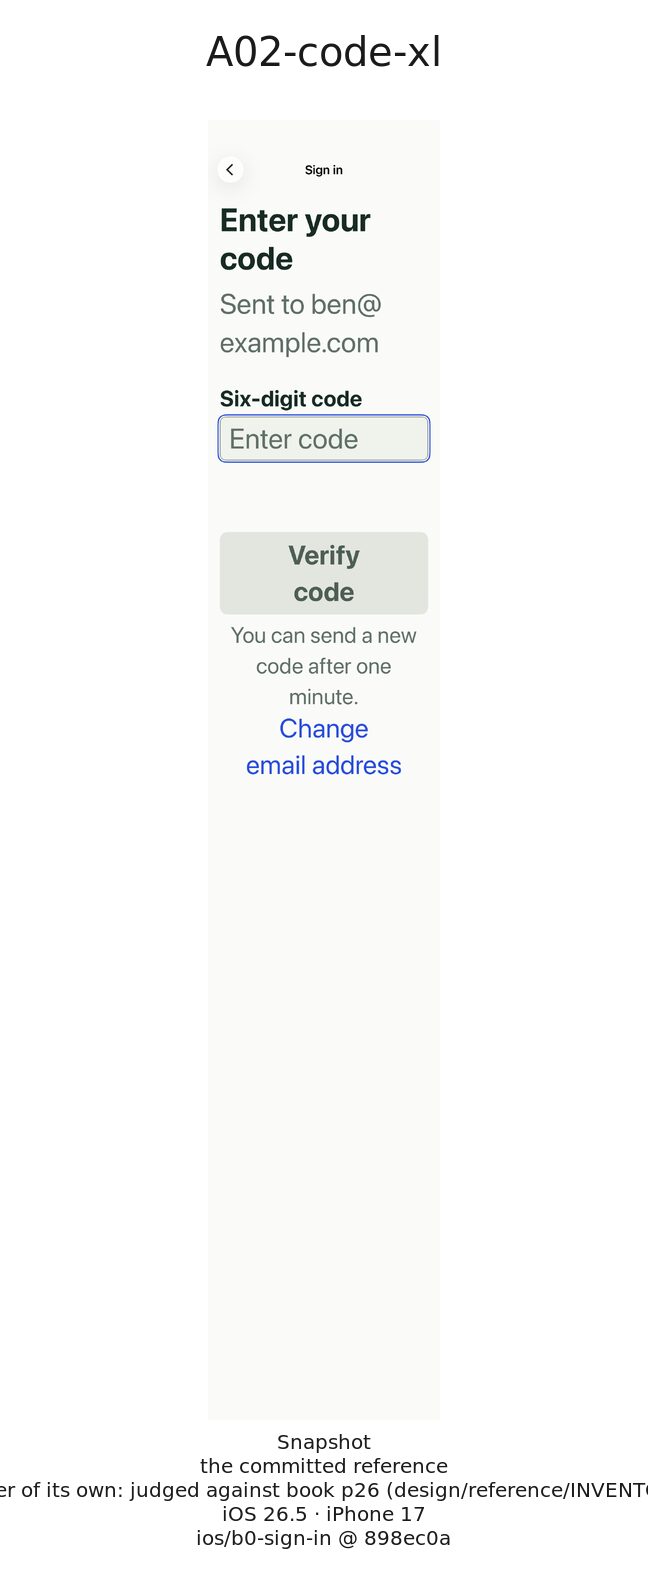 A02-code-xl
Sign in
Enter your
code
Sent to ben@
example.com
Six-digit code
Enter code
Verify
code
You can send a new
code after one
minute.
Change
email address
Snapshot
the committed reference
of its own: judged against book p26 (design/reference/
iOS 26.5 · iPhone 17
ios/b0-sign-in @ 898ec0a